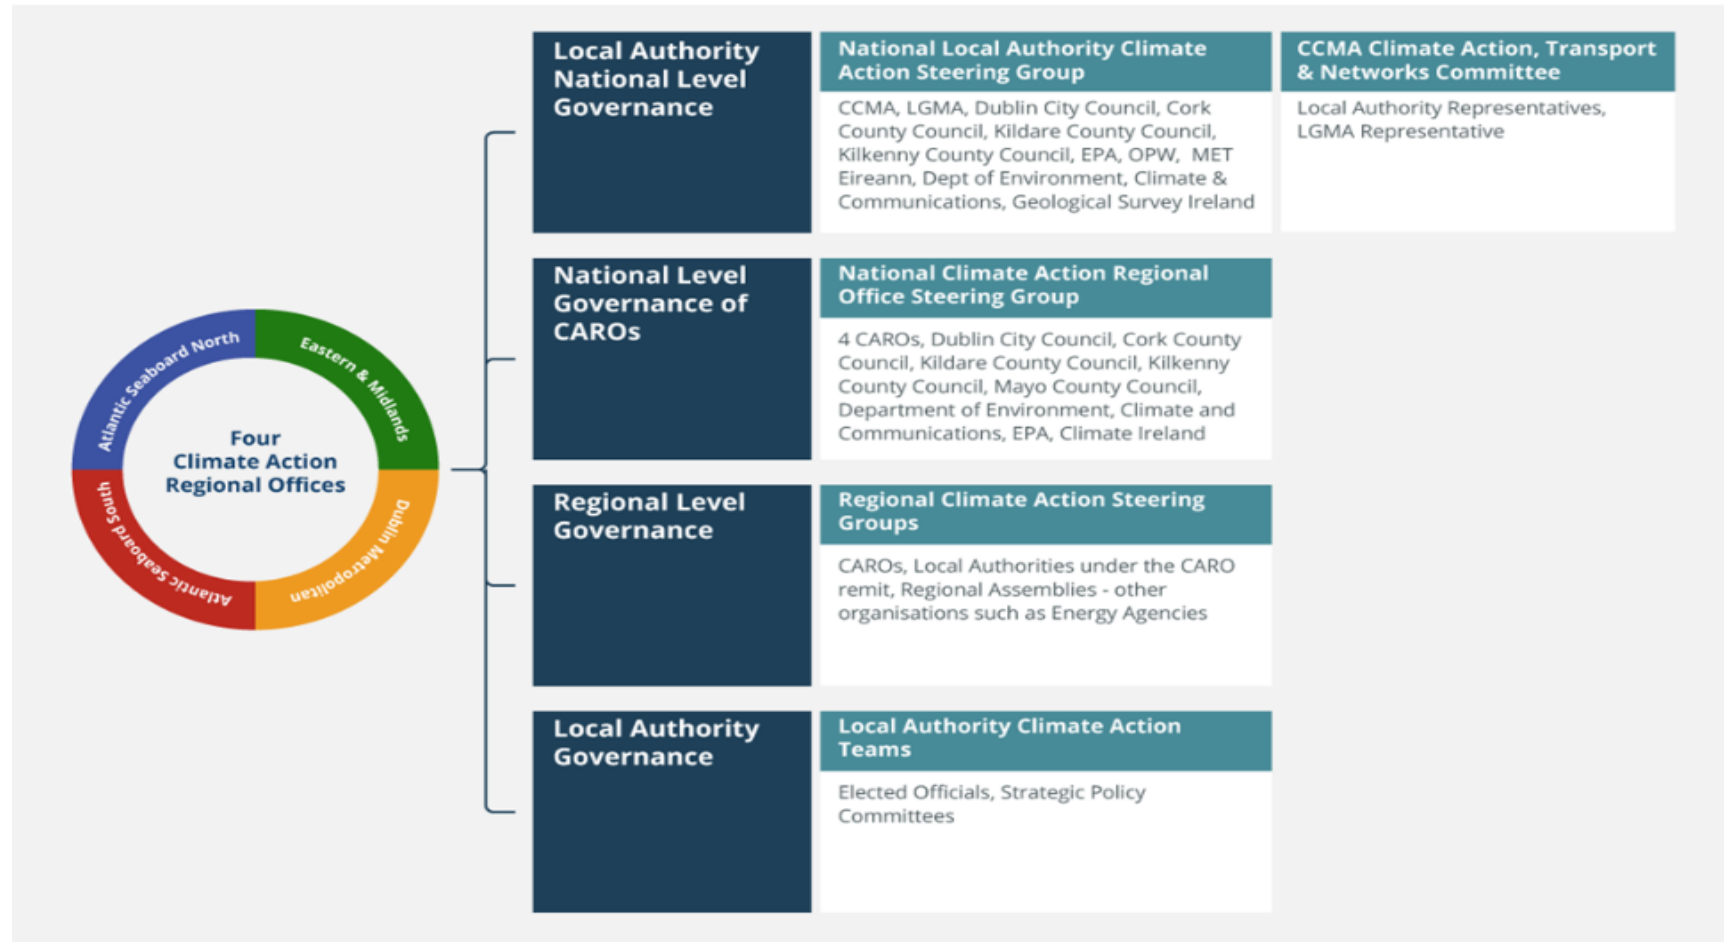 Local Authority
National Level
Governance
National Local Authority Climate
Action Steering Group
CCMA, LGMA, Dublin City Council, Cork
County Council, Kildare County Council,
Kilkenny County Council, EPA, OPW, MET
Eireann, Dept of Environment, Climate &
Communications, Geological Survey Ireland
CCMA Climate Action, Transport
& Networks Committee
Local Authority Representatives,
LGMA Representative
National Level
Governance of
CAROs
National Climate Action Regional
Office Steering Group
4 CAROs, Dublin City Council, Cork County
Council, Kildare County Council, Kilkenny
County Council, Mayo County Council,
Department of Environment, Climate and
Communications, EPA, Climate Ireland
Atlantic Seaboard North
Eastern & Midlands
Four
Climate Action
Regional Offices
Atlantic Seaboard South
Dublin Metropolitan
Regional Level
Governance
Regional Climate Action Steering
Groups
CAROs, Local Authorities under the CARO
remit, Regional Assemblies - other
organisations such as Energy Agencies
Local Authority
Governance
Local Authority Climate Action
Teams
Elected Officials, Strategic Policy
Committees